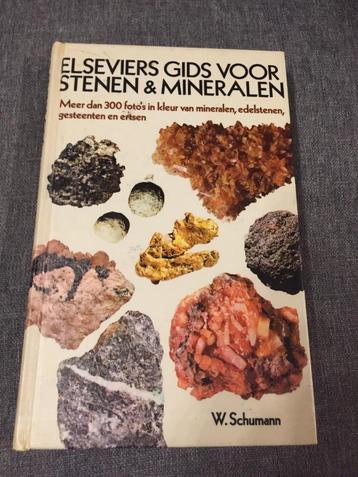 ELSEVIERS GIDS VOOR
STENEN & MINERALEN
Meer dan 300 foto's in kleur van mineralen, edelstenen,
gesteenten en ertsen
W. Schumann